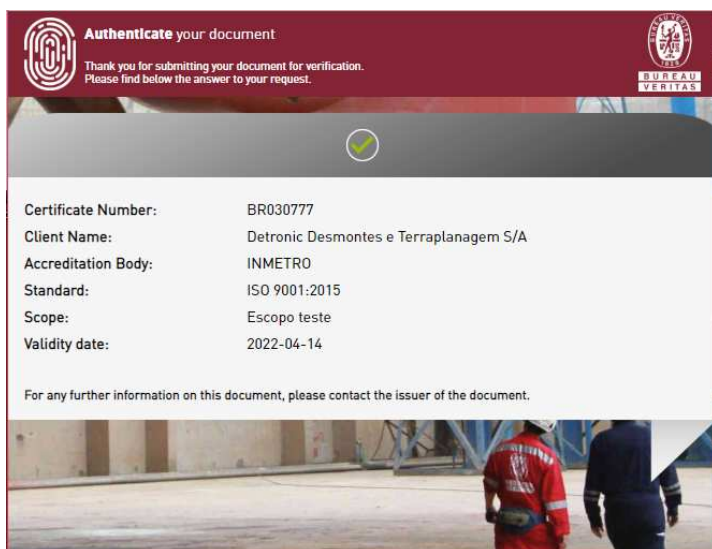 Authenticate your document
Thank you for submitting your document for verification.
Please find below the answer to your request.
BUREAU
VERITAS
Certificate Number: BR030777
Client Name: Detronic Desmontes e Terraplanagem S/A
Accreditation Body: INMETRO
Standard: ISO 9001:2015
Scope: Escopo teste
Validity date: 2022-04-14
For any further information on this document, please contact the issuer of the document.